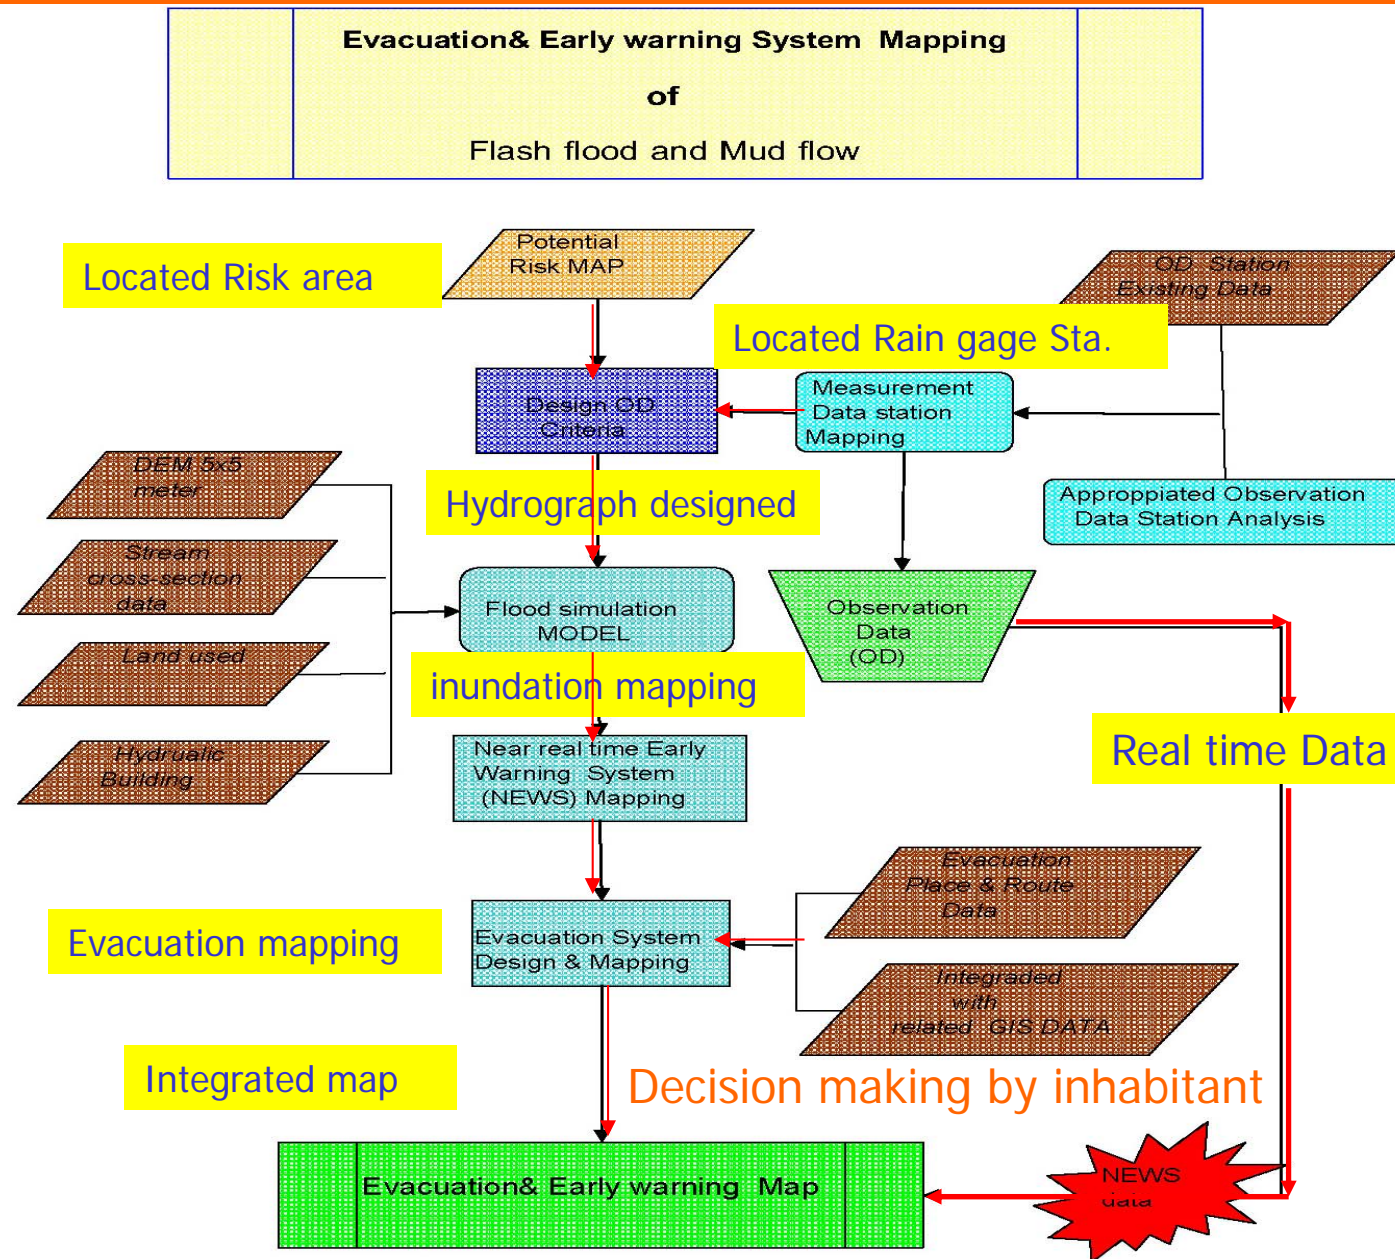 Evacuation& Early warning System Mapping
of
Flash flood and Mud flow
Potential
Risk MAP
Located Risk area
OD Station
Existing Data
Located Rain gage Sta.
Design OD
Criteria
Measurement
Data station
Mapping
DEM 5x5
meter
Hydrograph designed
Approppiated Observation
Data Station Analysis
Stream
cross-section
data
Flood simulation
MODEL
Observation
Data
(OD)
Land used
inundation mapping
Hydrualic
Building
Near real time Early
Warning System
(NEWS) Mapping
Real time Data
Evacuation
Place & Route
Data
Evacuation mapping
Evacuation System
Design & Mapping
Integraded
with
related GIS DATA
Integrated map
Decision making by inhabitant
Evacuation& Early warning Map
NEWS
data